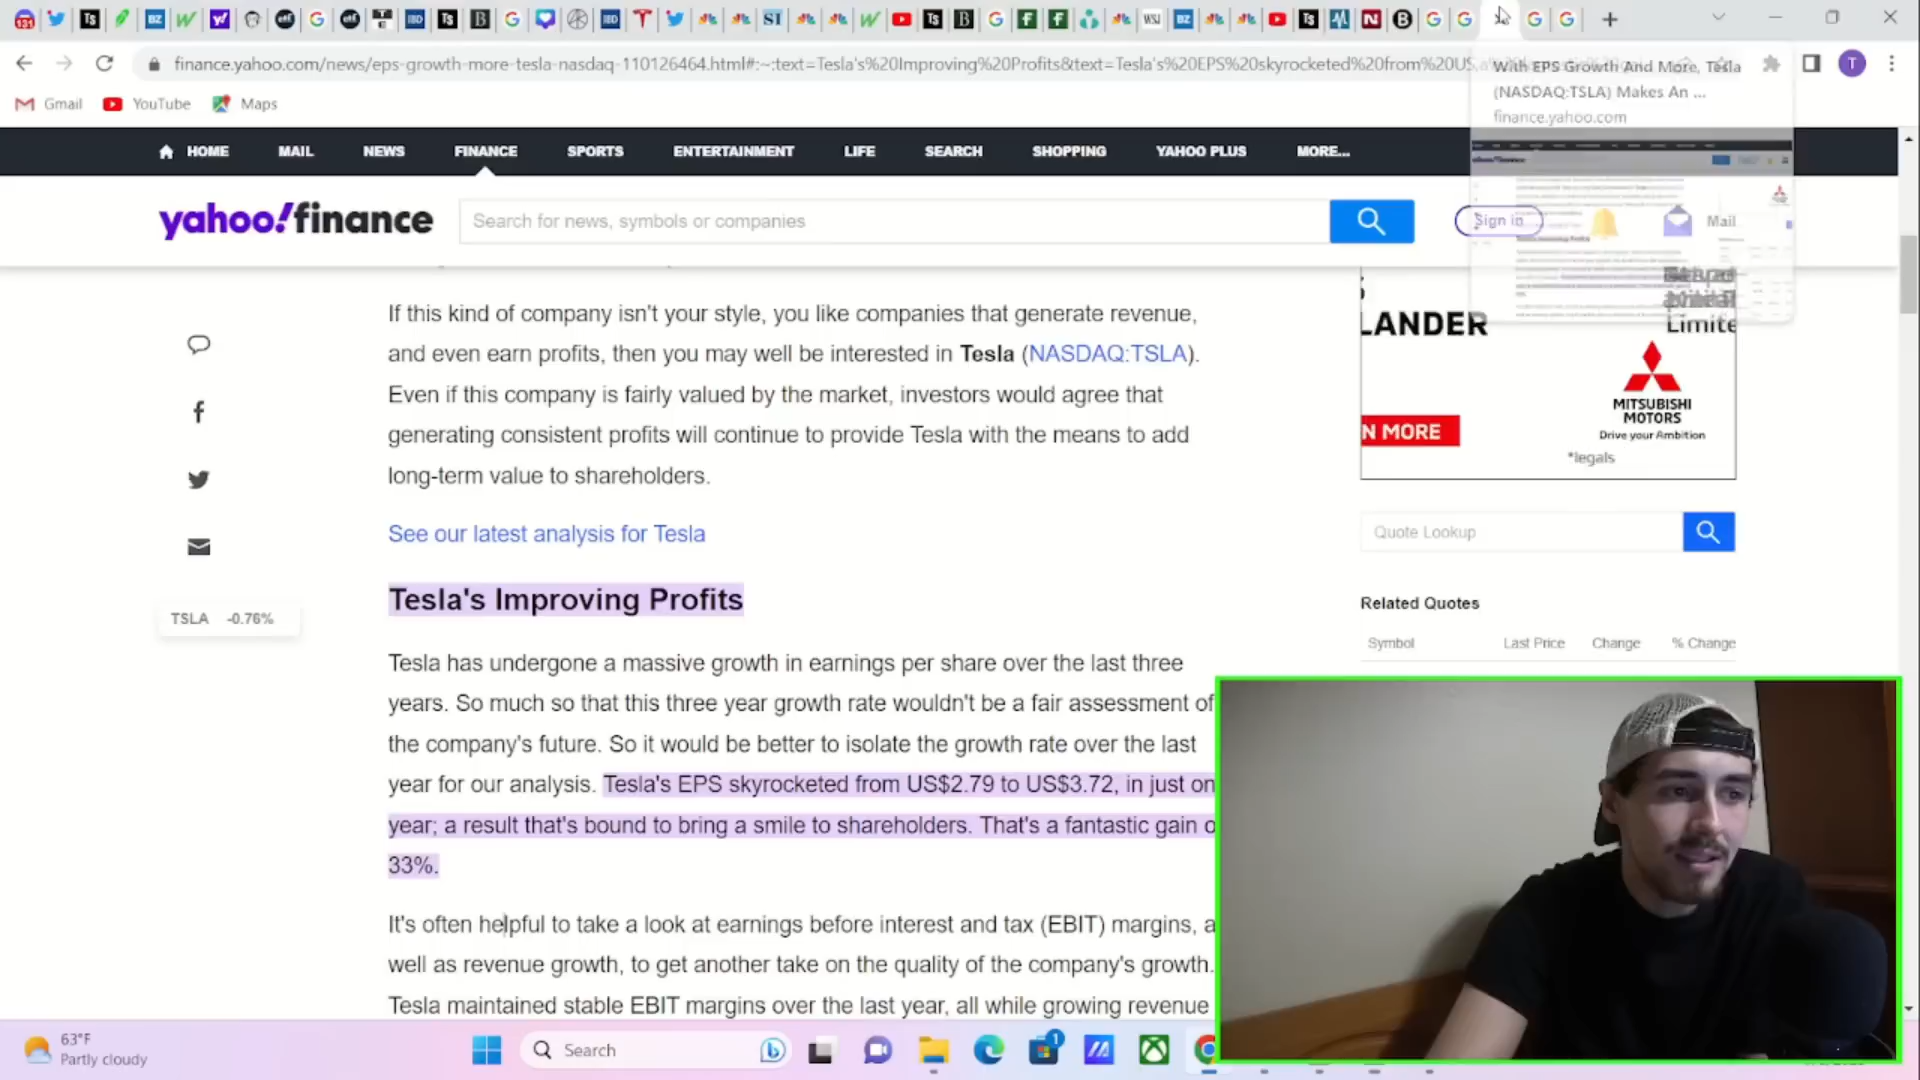 finance.yahoo.com/news/eps-growth-more-tesla-nasdaq-110126464.html#:~:text=Tesla's%20Improving%20Profits&text=Tesla's%20EPS%20skyrocketed%20from%20US
With EPS Growth And More, Tesla
(NASDAQ:TSLA) Makes An ...
finance.yahoo.com
T
Gmail
YouTube
Maps
HOME
MAIL
NEWS
FINANCE
SPORTS
ENTERTAINMENT
LIFE
SEARCH
SHOPPING
YAHOO PLUS
MORE...
yahoo!finance
Search for news, symbols or companies
Sign in
Mail
If this kind of company isn't your style, you like companies that generate revenue,
and even earn profits, then you may well be interested in Tesla (NASDAQ:TSLA).
Even if this company is fairly valued by the market, investors would agree that
generating consistent profits will continue to provide Tesla with the means to add
long-term value to shareholders.
See our latest analysis for Tesla
TSLA -0.76%
Tesla's Improving Profits
Tesla has undergone a massive growth in earnings per share over the last three
years. So much so that this three year growth rate wouldn't be a fair assessment of
the company's future. So it would be better to isolate the growth rate over the last
year for our analysis. Tesla's EPS skyrocketed from US$2.79 to US$3.72, in just on
year; a result that's bound to bring a smile to shareholders. That's a fantastic gain o
33%.
It's often helpful to take a look at earnings before interest and tax (EBIT) margins, a
well as revenue growth, to get another take on the quality of the company's growth.
Tesla maintained stable EBIT margins over the last year, all while growing revenue
LANDER
Limite
N MORE
MITSUBISHI
MOTORS
Drive your Ambition
*legals
Quote Lookup
Related Quotes
Symbol
Last Price
Change
% Change
63°F
Partly cloudy
Search
1